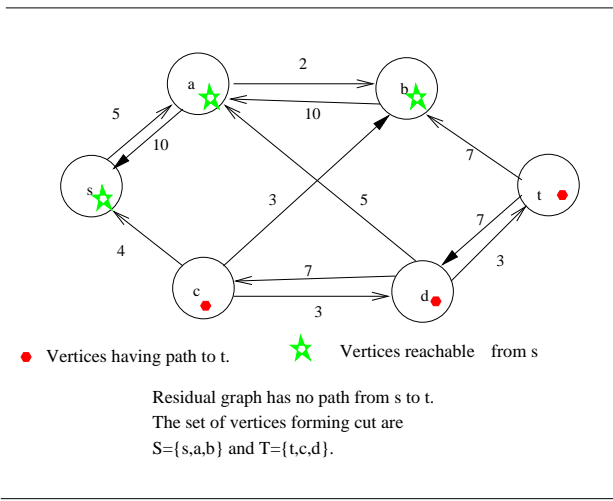 2
a
b
5
10
10
7
s
3
5
7
t
4
7
3
c
d
3
Vertices having path to t.
Vertices reachable from s
Residual graph has no path from s to t.
The set of vertices forming cut are
S={s,a,b} and T={t,c,d}.